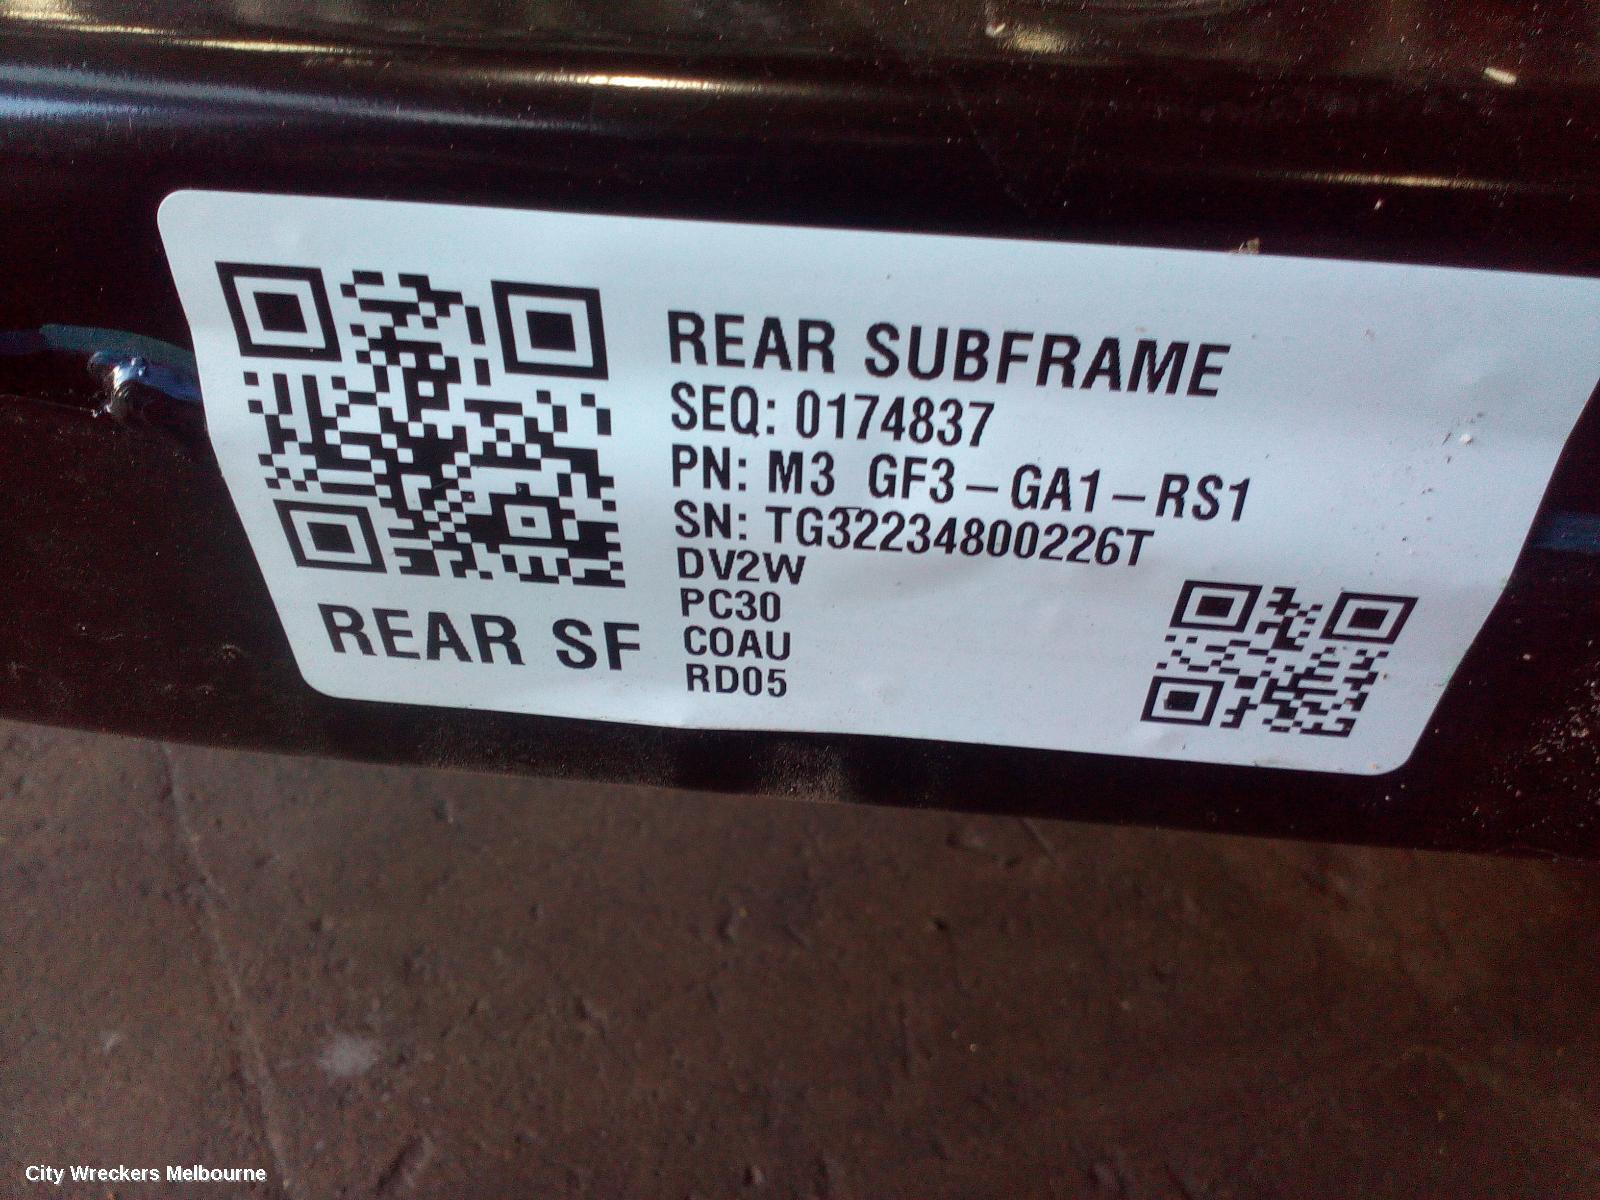 REAR SUBFRAME
SEQ: 0174837
PN: M3 GF3-GA1-RS1
SN: TG32234800226T
DV2W
PC30
COAU
RD05
REAR SF
City Wreckers Melbourne